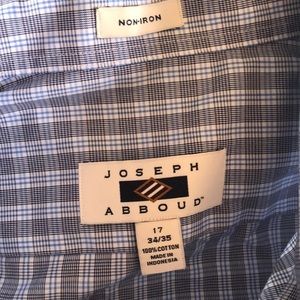 NON-IRON
JOSEPH
ABBOUD
17
34/35
100%COTTON
MADE IN
INDONESIA